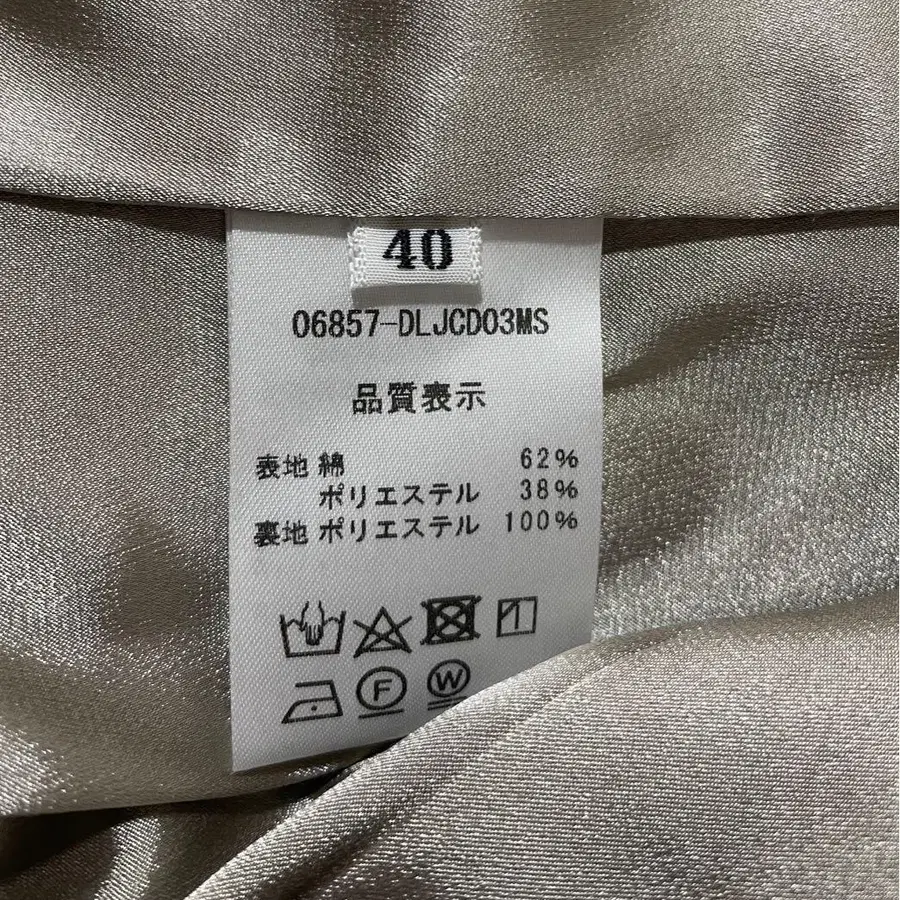 40
06857-DLJCD03MS
品質表示
表地 綿 62%
ポリエステル 38%
裏地 ポリエステル 100%
F W